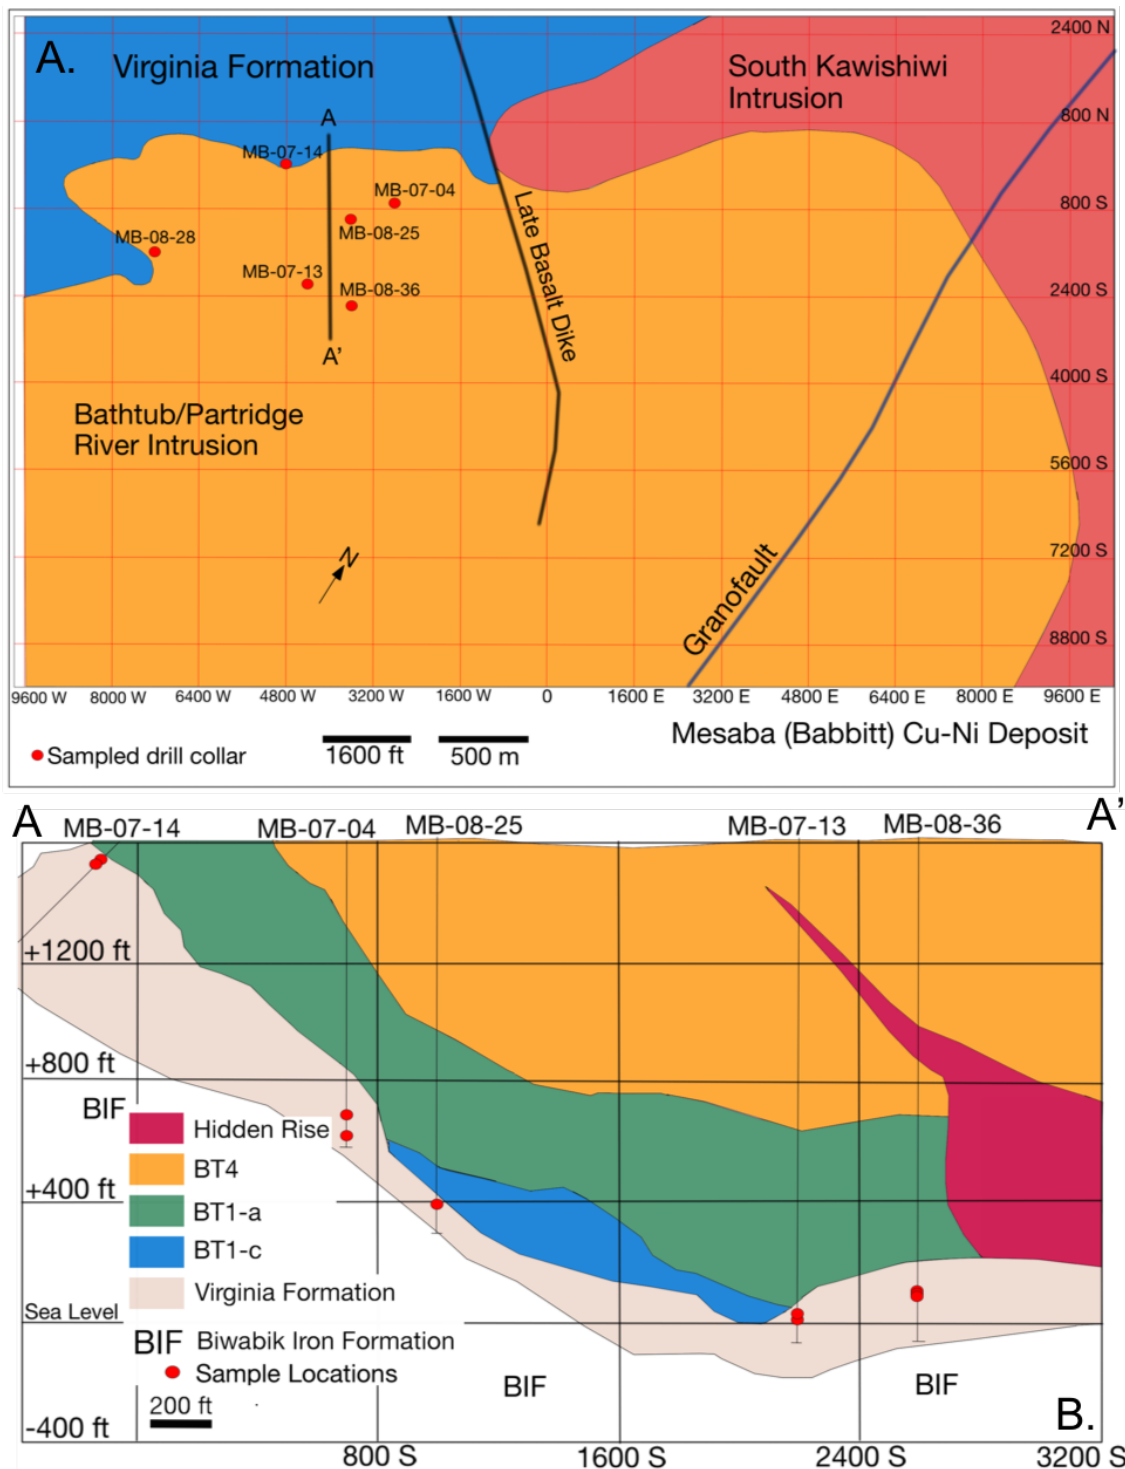 A.
Virginia Formation
South Kawishiwi
Intrusion
2400 N
800 N
A
MB-07-14
MB-07-04
800 S
MB-08-25
MB-08-28
MB-07-13
MB-08-36
2400 S
Late Basalt Dike
A'
4000 S
Bathtub/Partridge
River Intrusion
5600 S
N
7200 S
Granofault
8800 S
9600 W 8000 W 6400 W 4800 W 3200 W 1600 W 0 1600 E 3200 E 4800 E 6400 E 8000 E 9600 E
Mesaba (Babbitt) Cu-Ni Deposit
Sampled drill collar
1600 ft
500 m
A
A'
MB-07-14 MB-07-04 MB-08-25 MB-07-13 MB-08-36
+1200 ft
+800 ft
BIF
Hidden Rise
BT4
+400 ft
BT1-a
BT1-c
Virginia Formation
Sea Level
BIF Biwabik Iron Formation
Sample Locations
BIF
BIF
200 ft
B.
-400 ft
800 S 1600 S 2400 S 3200 S